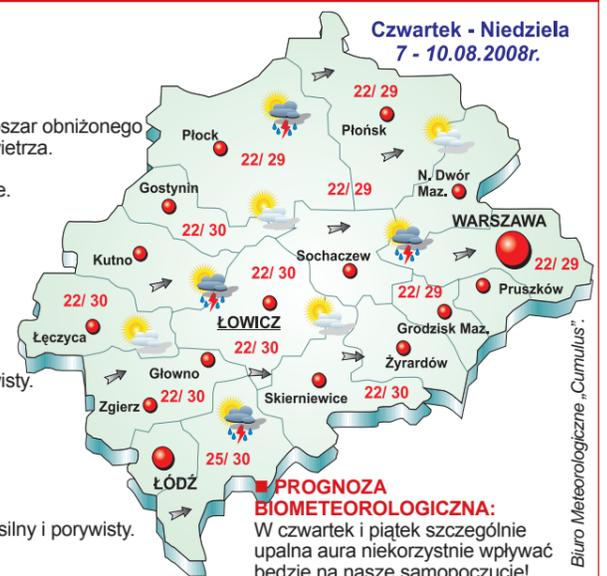 Czwartek - Niedziela
7 - 10.08.2008r.
szar obniżonego
ietrza.
e.
22/ 29
Płońsk
Płock
22/ 29
N. Dwór
Maz.
Gostynin
22/ 29
WARSZAWA
22/ 30
Kutno
Sochaczew
22/ 29
22/ 30
Pruszków
22/ 30
22/ 29
ŁOWICZ
Grodzisk Maz.
Łęczyca
22/ 30
Żyrardów
Głowno
isty.
22/ 30
Skierniewice
22/ 30
Zgierz
25/ 30
ŁÓDŹ
PROGNOZA
BIOMETEOROLOGICZNA:
silny i porywisty.
W czwartek i piątek szczególnie
upalna aura niekorzystnie wpływać
będzie na nasze samopoczucie!
Biuro Meteorologiczne „Cumulus”.